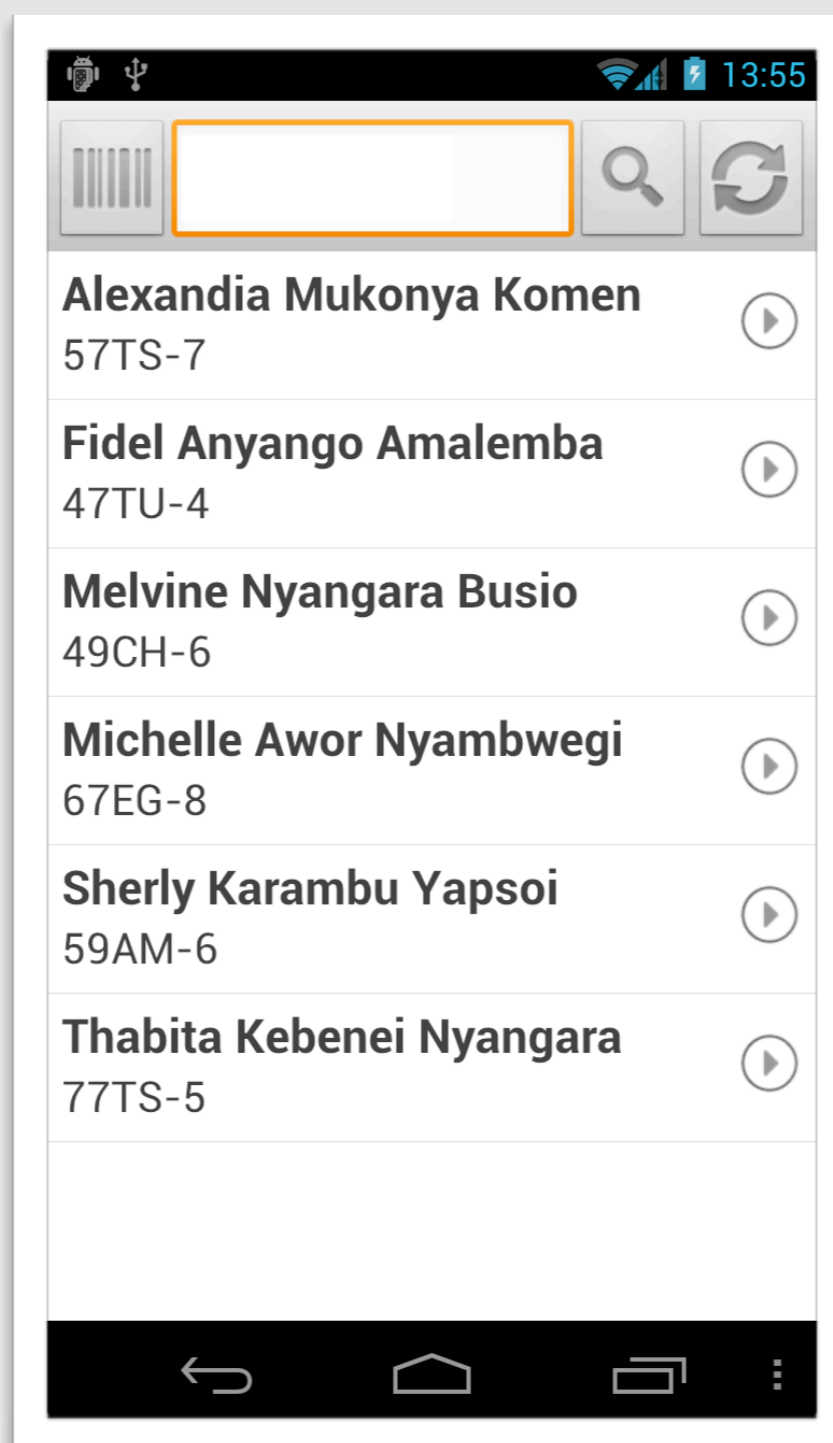 13:55
Alexandia Mukonya Komen
57TS-7
Fidel Anyango Amalemba
47TU-4
Melvine Nyangara Busio
49CH-6
Michelle Awor Nyambwegi
67EG-8
Sherly Karambu Yapsoi
59AM-6
Thabita Kebenei Nyangara
77TS-5